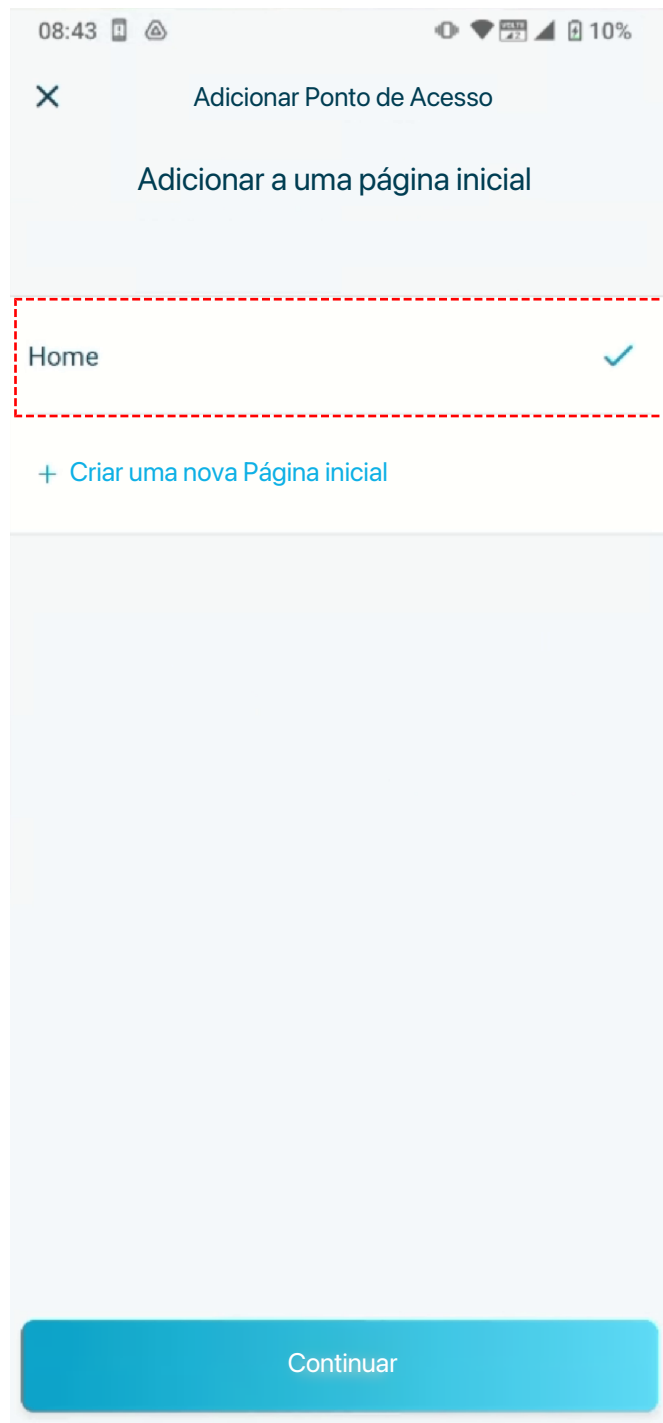 08:43 10%
Adicionar Ponto de Acesso
Adicionar a uma página inicial
Home
+ Criar uma nova Página inicial
Continuar